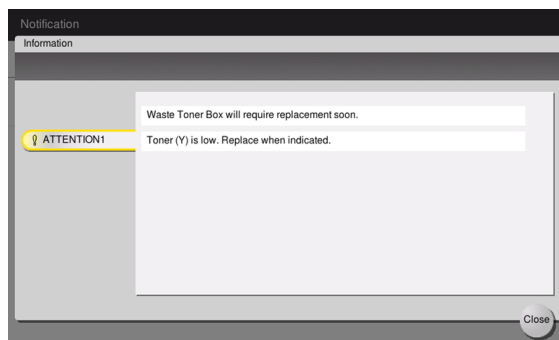 Notification
Information
Waste Toner Box will require replacement soon.
ATTENTION1
Toner (Y) is low. Replace when indicated.
Close